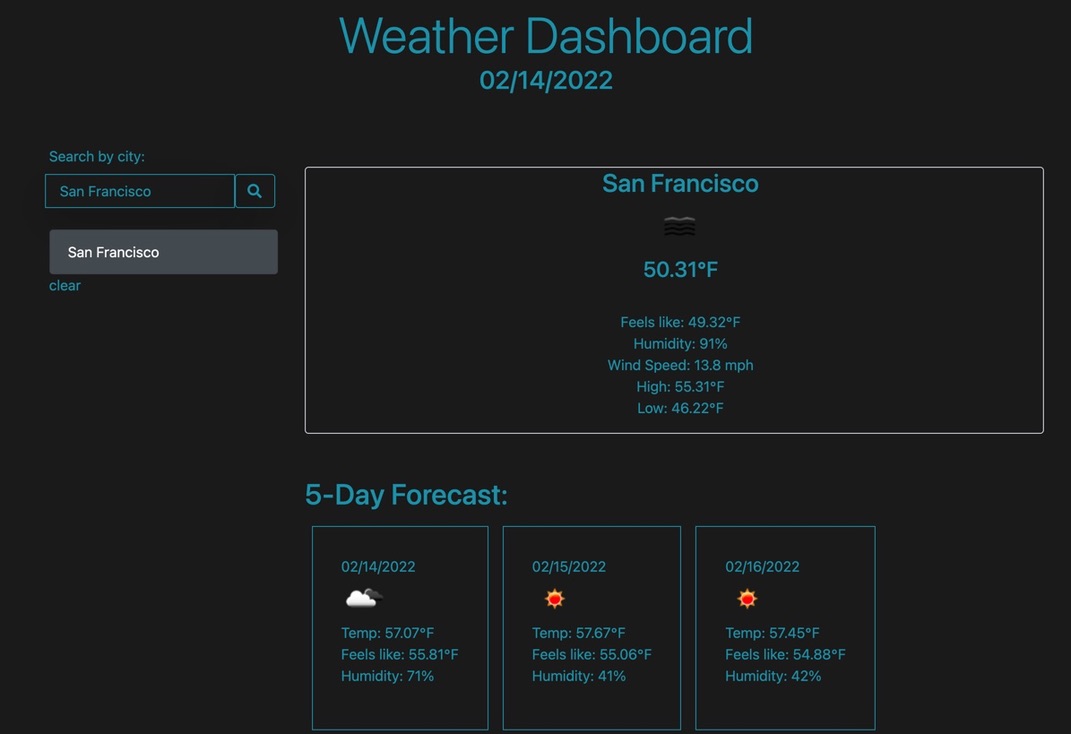 Weather Dashboard
02/14/2022
Search by city:
San Francisco
San Francisco
clear
San Francisco
50.31°F
Feels like: 49.32°F
Humidity: 91%
Wind Speed: 13.8 mph
High: 55.31°F
Low: 46.22°F
5-Day Forecast:
02/14/2022
Temp: 57.07°F
Feels like: 55.81°F
Humidity: 71%
02/15/2022
Temp: 57.67°F
Feels like: 55.06°F
Humidity: 41%
02/16/2022
Temp: 57.45°F
Feels like: 54.88°F
Humidity: 42%